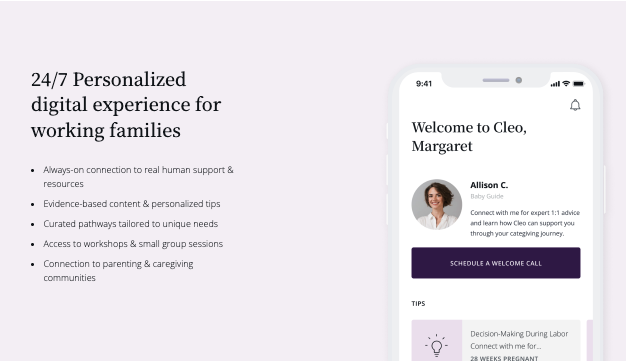 24/7 Personalized
digital experience for
working families
Always-on connection to real human support &
resources
Evidence-based content & personalized tips
Curated pathways tailored to unique needs
Access to workshops & small group sessions
Connection to parenting & caregiving
communities
9:41
Welcome to Cleo,
Margaret
Allison C.
Baby Guide
Connect with me for expert 1:1 advice
and learn how Cleo can support you
through your categiving journey.
SCHEDULE A WELCOME CALL
TIPS
Decision-Making During Labor
Connect with me for...
28 WEEKS PREGNANT